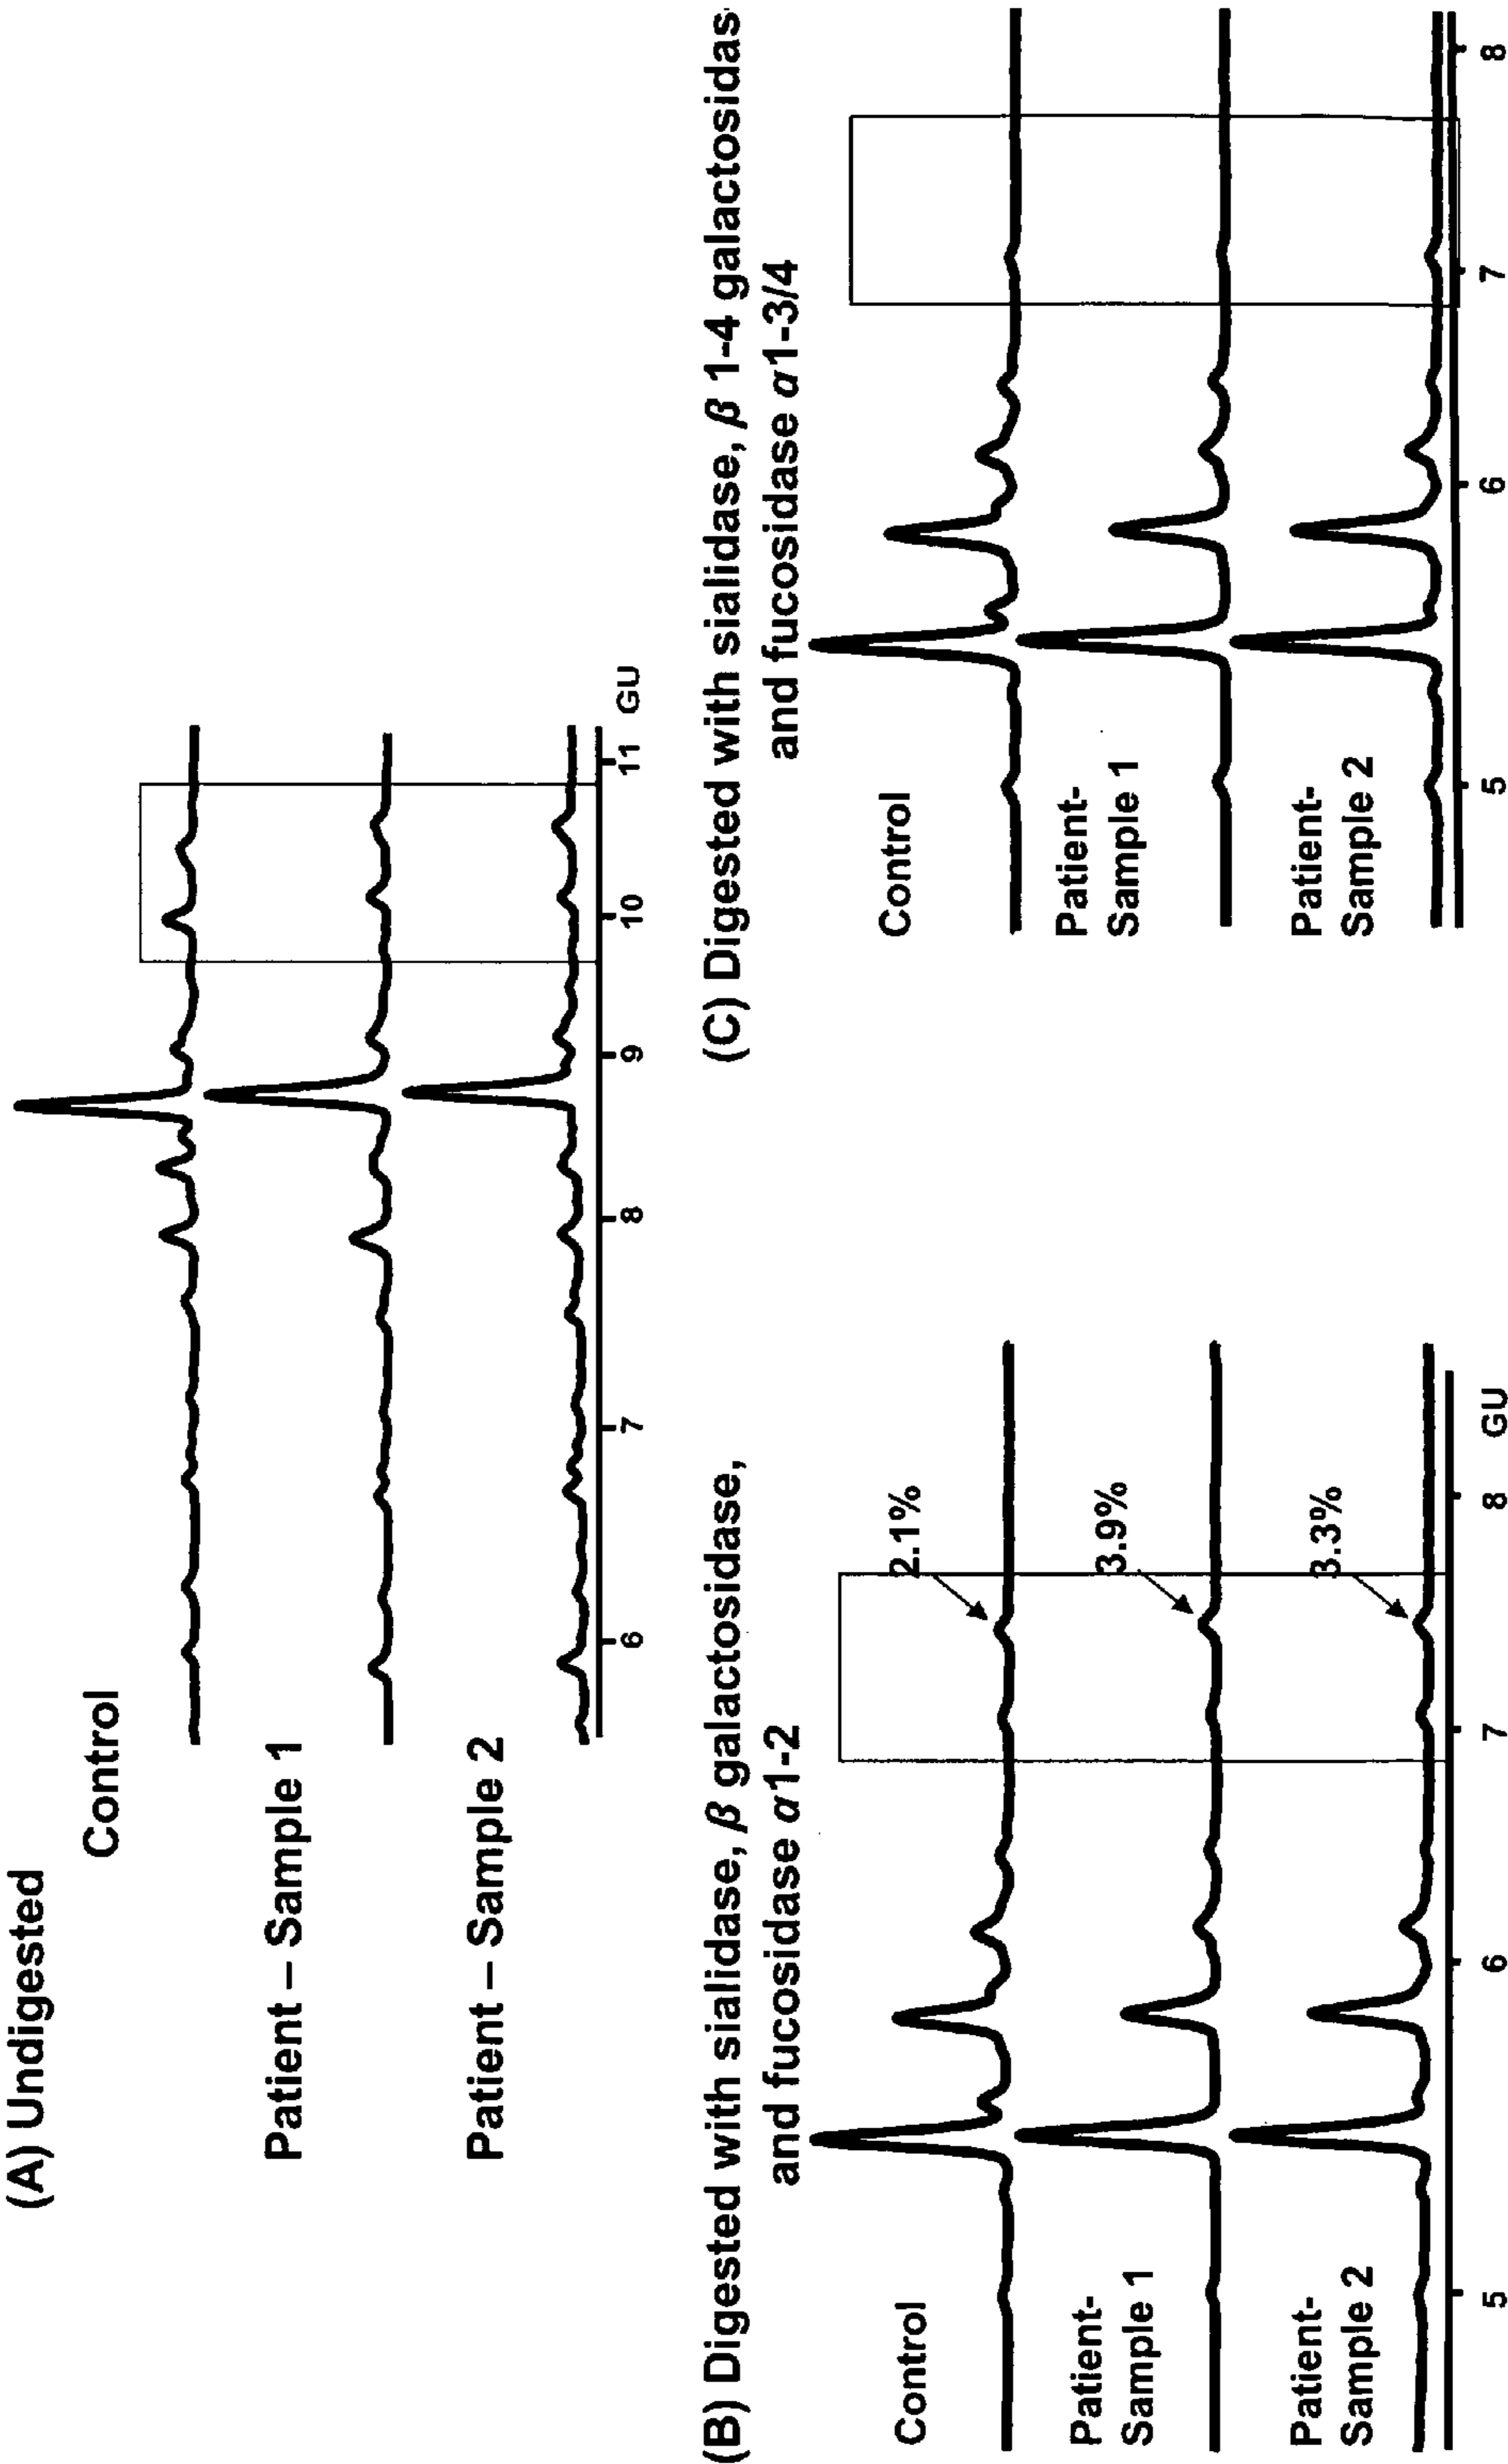 (A) Undigested
Control
Patient – Sample 1
Patient – Sample 2
6 7 8 9 10 11 GU
(B) Digested with sialidase, β galactosidase,
and fucosidase α1-2
Control
2.1%
Patient-
Sample 1
3.9%
Patient-
Sample 2
3.3%
5 6 7 8 GU
(C) Digested with sialidase, β 1-4 galactosidas
and fucosidase α1-3/4
Control
Patient-
Sample 1
Patient-
Sample 2
5 6 7 8